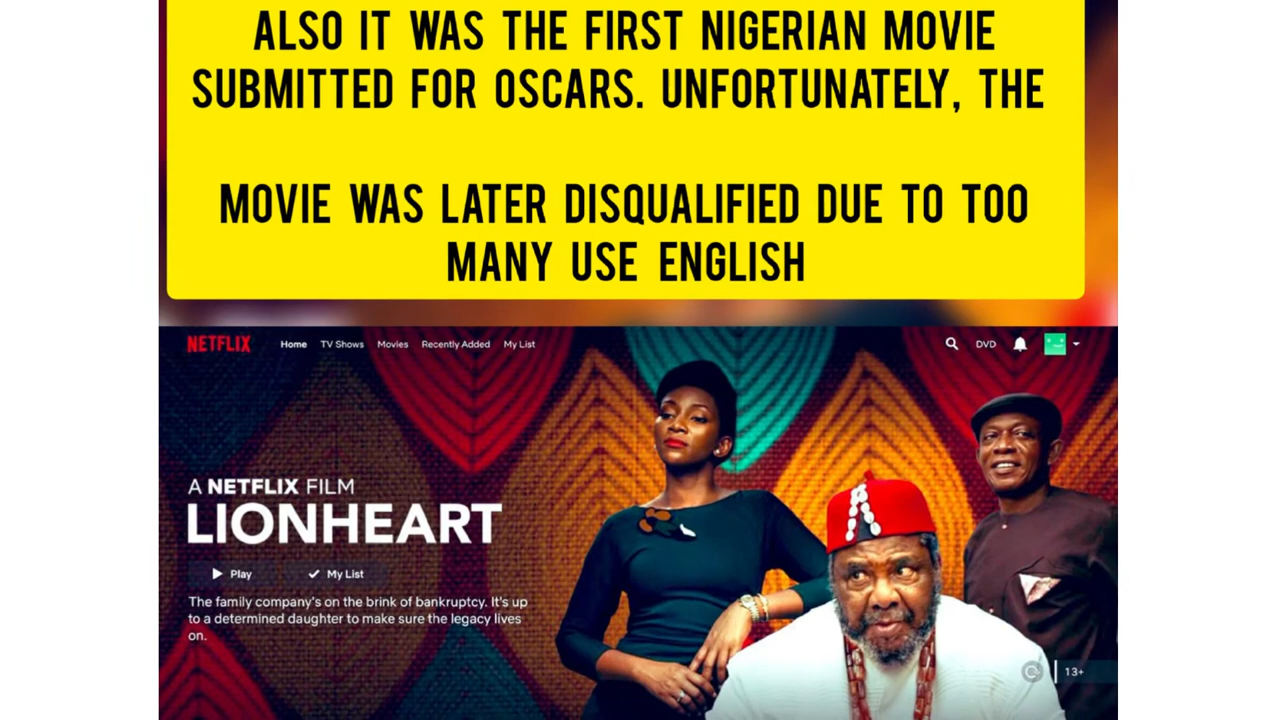 ALSO IT WAS THE FIRST NIGERIAN MOVIE
SUBMITTED FOR OSCARS. UNFORTUNATELY, THE
MOVIE WAS LATER DISQUALIFIED DUE TO TOO
MANY USE ENGLISH
NETFLIX Home TV Shows Movies Recently Added My List DVD
A NETFLIX FILM
LIONHEART
Play My List
The family company's on the brink of bankruptcy. It's up
to a determined daughter to make sure the legacy lives
on.
13+